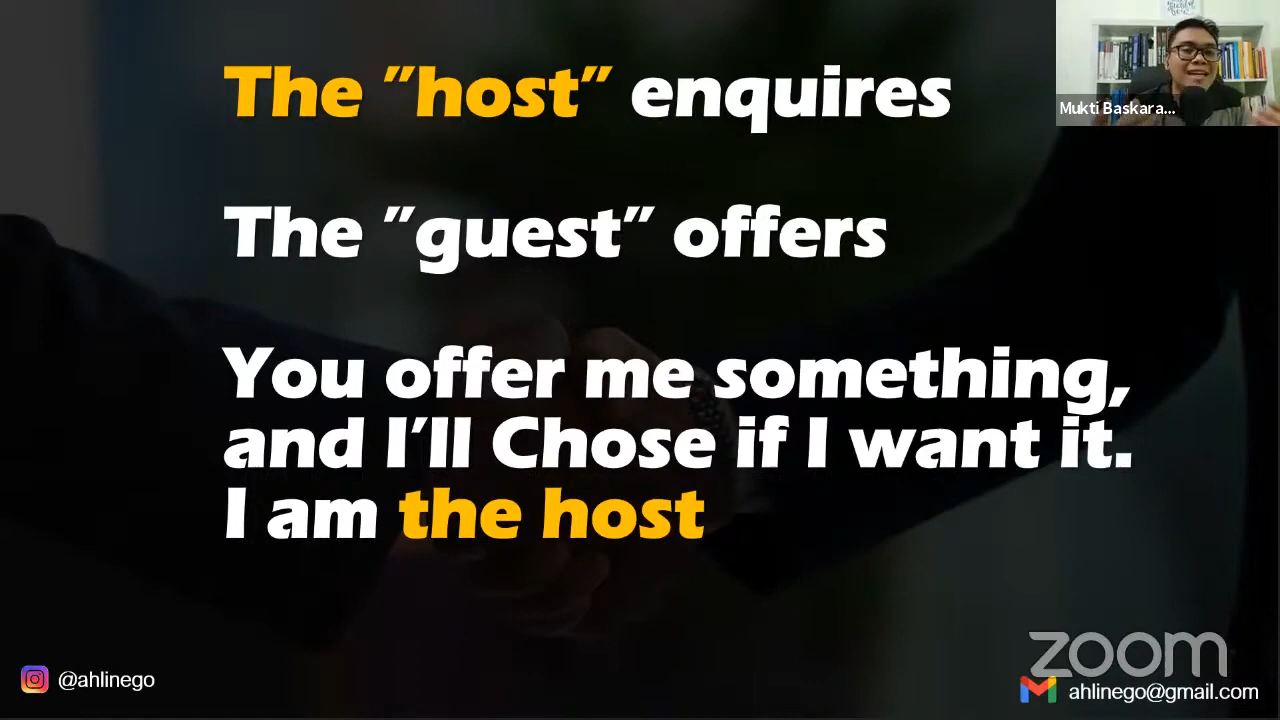 The "host" enquires
Mukti Baskara...
The "guest" offers
You offer me something,
and I'll Chose if I want it.
I am the host
zoom
@ahlinego
ahlinego@gmail.com